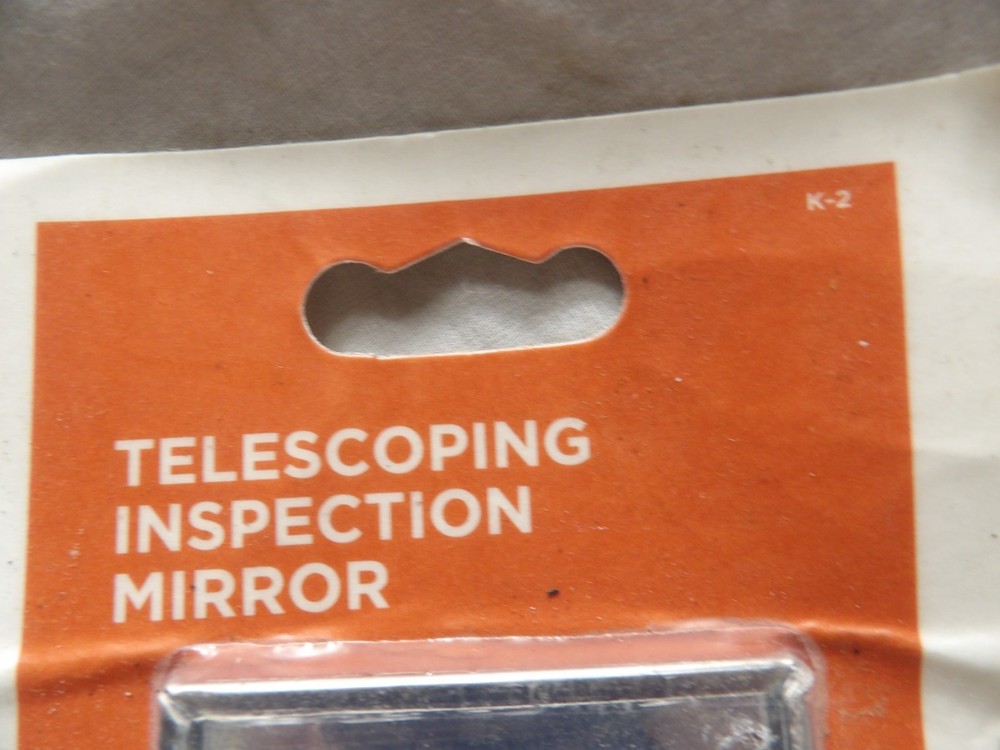 K-2
TELESCOPING
INSPECTION
MIRROR